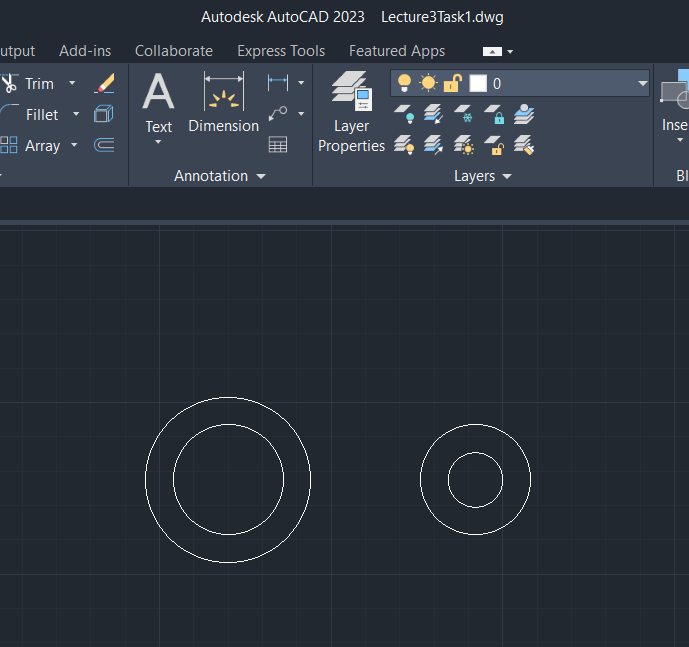 Autodesk AutoCAD 2023 Lecture3Task1.dwg
utput Add-ins Collaborate Express Tools Featured Apps
Trim
Fillet
Array
Text
Dimension
Annotation
Layer
Properties
0
Layers
Inse
Bl